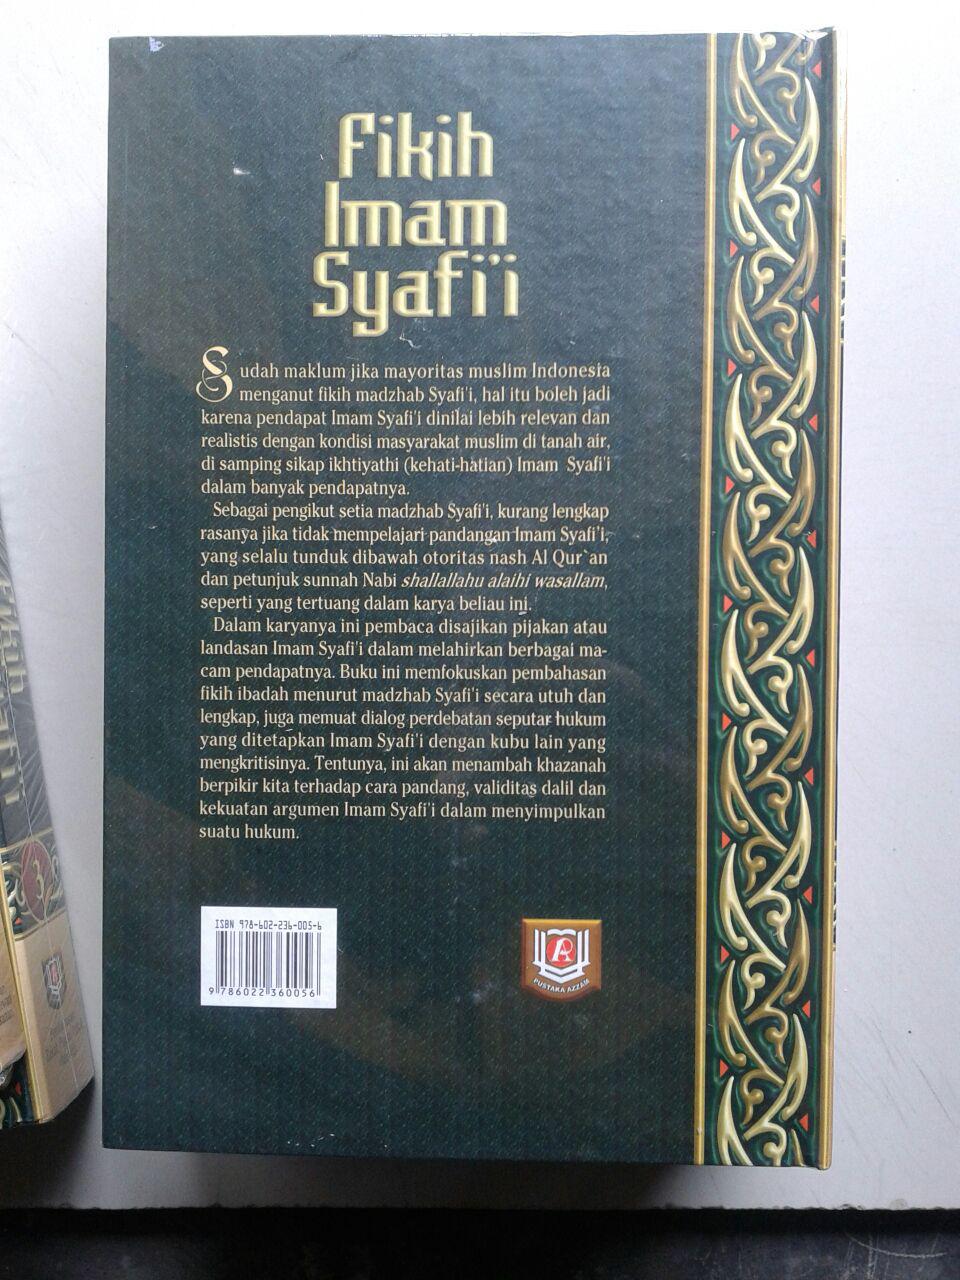 Fikih
Imam
Syafi'i
Sudah maklum jika mayoritas muslim Indonesia
menganut fikih madzhab Syafi'i, hal itu boleh jadi
karena pendapat Imam Syafi'i dinilai lebih relevan dan
realistis dengan kondisi masyarakat muslim di tanah air,
di samping sikap ikhtiyathi (kehati-hatian) Imam Syafi'i
dalam banyak pendapatnya.
Sebagai pengikut setia madzhab Syafi'i, kurang lengkap
rasanya jika tidak mempelajari pandangan Imam Syafi'i,
yang selalu tunduk dibawah otoritas nash Al Qur`an
dan petunjuk sunnah Nabi shallallahu alaihi wasallam,
seperti yang tertuang dalam karya beliau ini.
Dalam karyanya ini pembaca disajikan pijakan atau
landasan Imam Syafi'i dalam melahirkan berbagai ma-
cam pendapatnya. Buku ini memfokuskan pembahasan
fikih ibadah menurut madzhab Syafi'i secara utuh dan
lengkap, juga memuat dialog perdebatan seputar hukum
yang ditetapkan Imam Syafi'i dengan kubu lain yang
mengkritisinya. Tentunya, ini akan menambah khazanah
berpikir kita terhadap cara pandang, validitas dalil dan
kekuatan argumen Imam Syafi'i dalam menyimpulkan
suatu hukum.
ISBN 978-602-236-005-6
9 786022 360056
PUSTAKA AZZAM
3